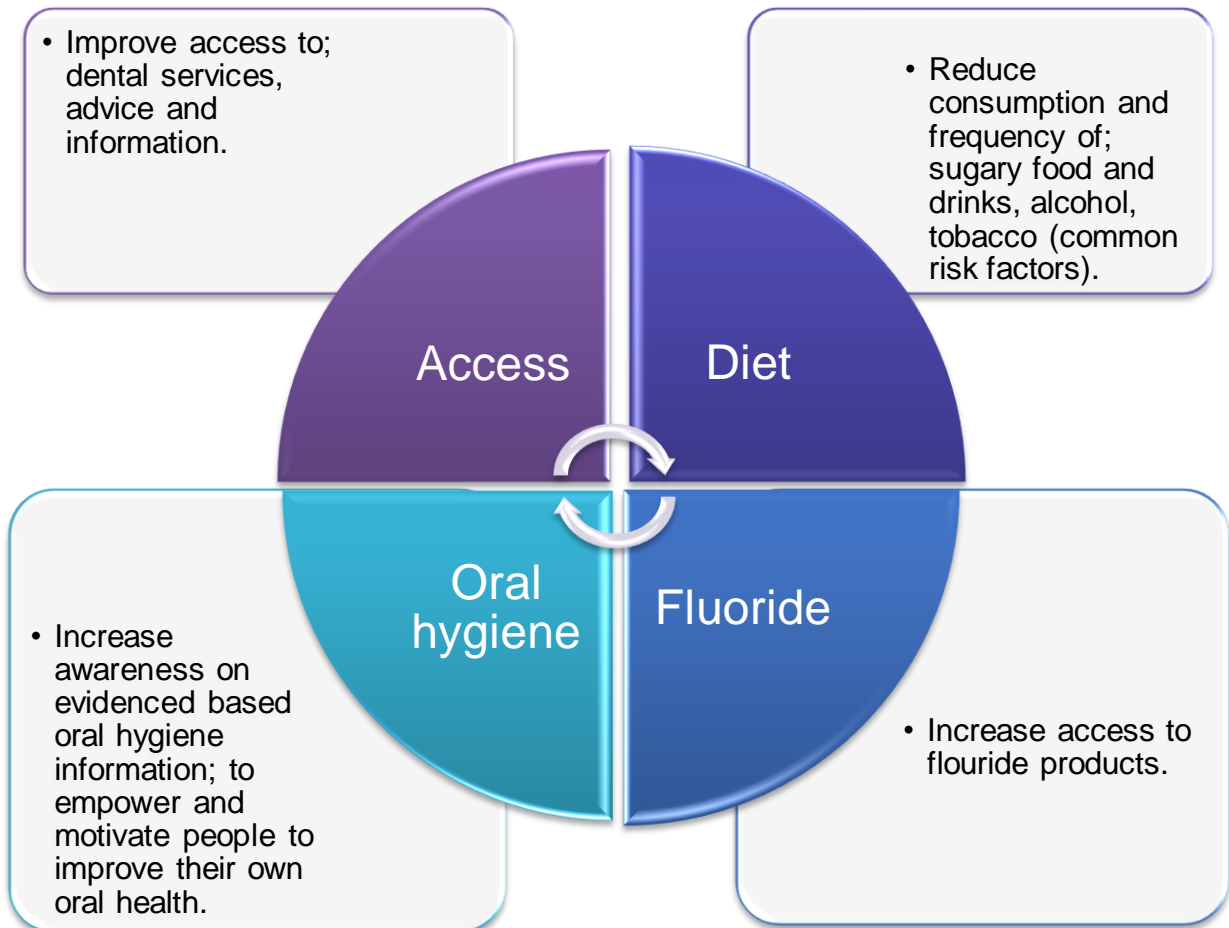 • Improve access to;
dental services,
advice and
information.
• Reduce
consumption and
frequency of;
sugary food and
drinks, alcohol,
tobacco (common
risk factors).
Access
Diet
Oral
hygiene
Fluoride
• Increase
awareness on
evidenced based
oral hygiene
information; to
empower and
motivate people to
improve their own
oral health.
• Increase access to
flouride products.